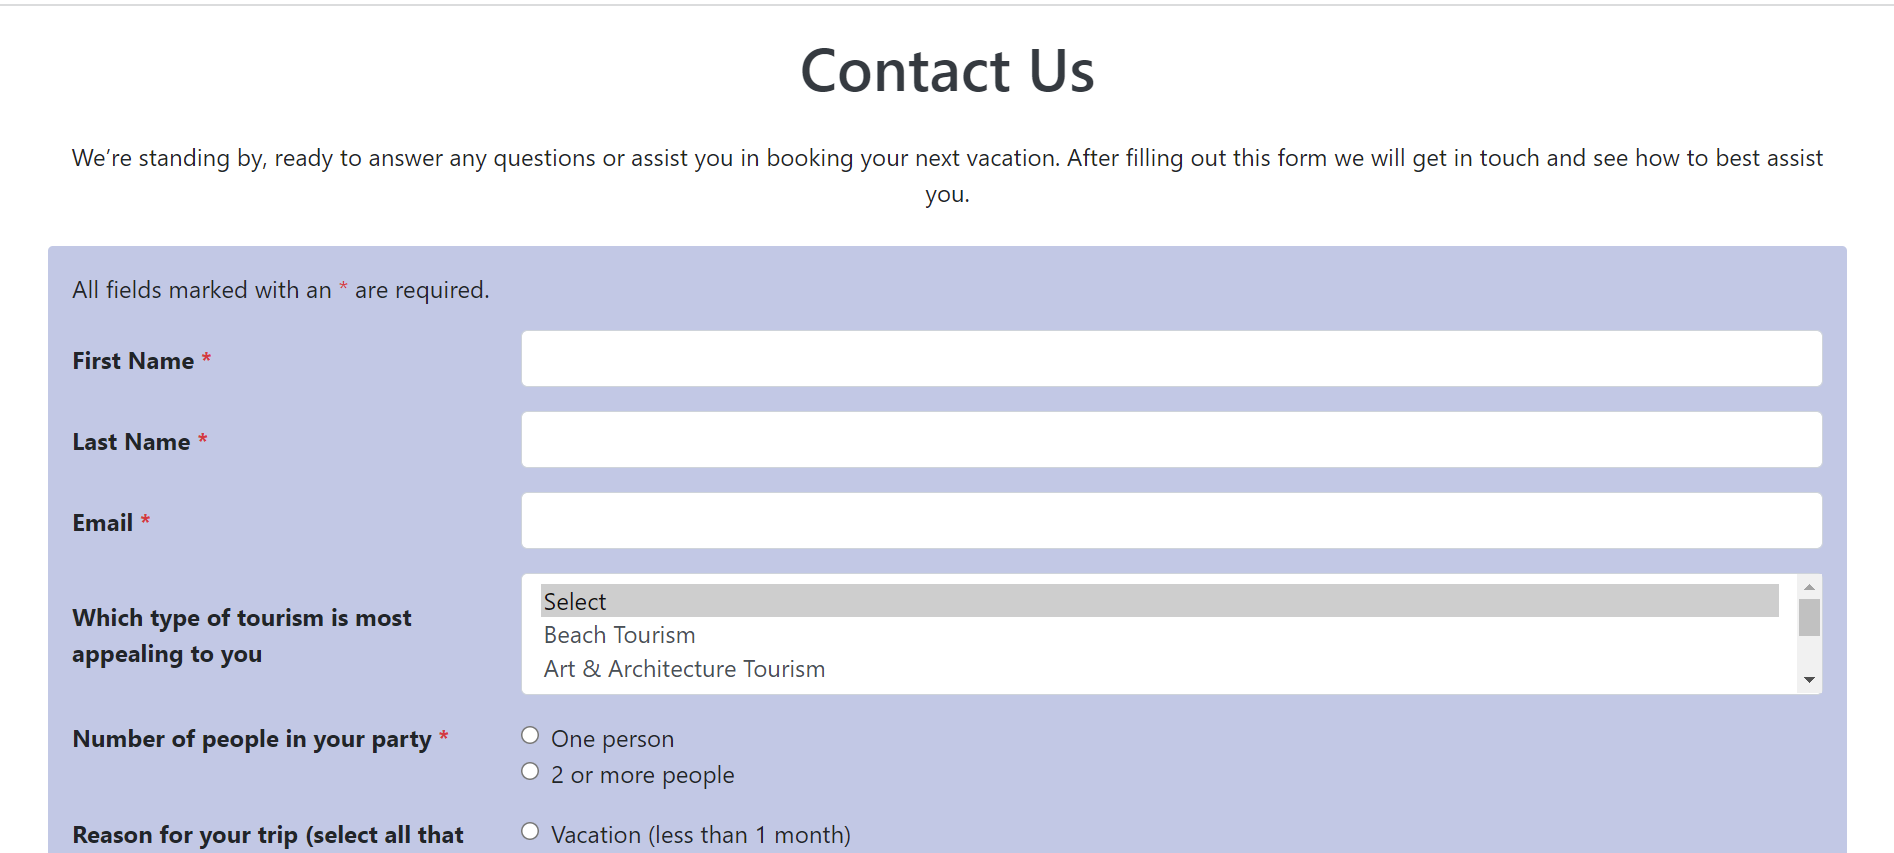 Contact Us
We’re standing by, ready to answer any questions or assist you in booking your next vacation. After filling out this form we will get in touch and see how to best assist
you.
All fields marked with an * are required.
First Name *
Last Name *
Email *
Which type of tourism is most
appealing to you
Select
Beach Tourism
Art & Architecture Tourism
Number of people in your party *
One person
2 or more people
Reason for your trip (select all that
Vacation (less than 1 month)